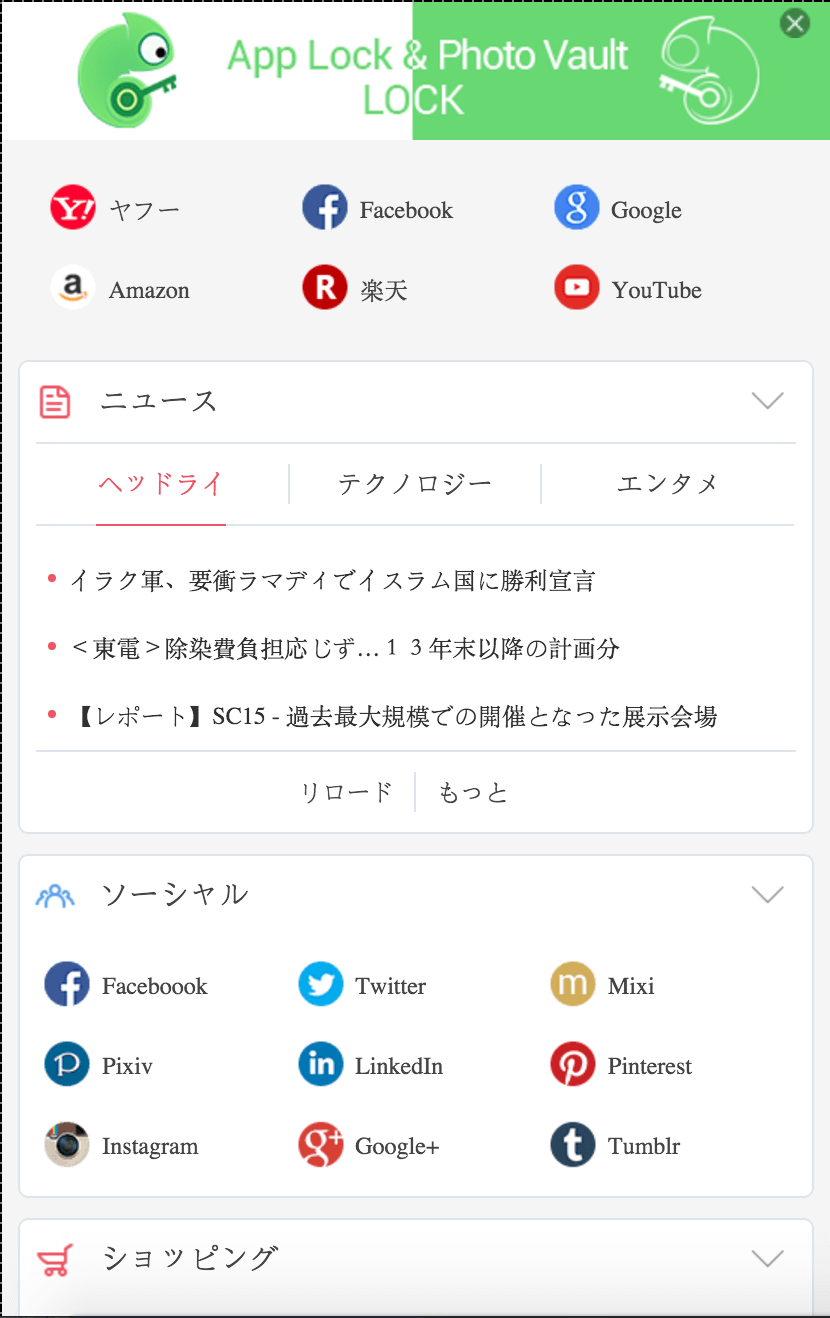 App Lock & Photo Vault
LOCK
ヤフー Facebook Google
Amazon 楽天 YouTube
ニュース
ヘッドライ テクノロジー エンタメ
イラク軍、要衝ラマディでイスラム国に勝利宣言
＜東電＞除染費負担応じず…１３年末以降の計画分
【レポート】SC15 - 過去最大規模での開催となった展示会場
リロード もっと
ソーシャル
Faceboook Twitter Mixi
Pixiv LinkedIn Pinterest
Instagram Google+ Tumblr
ショッピング